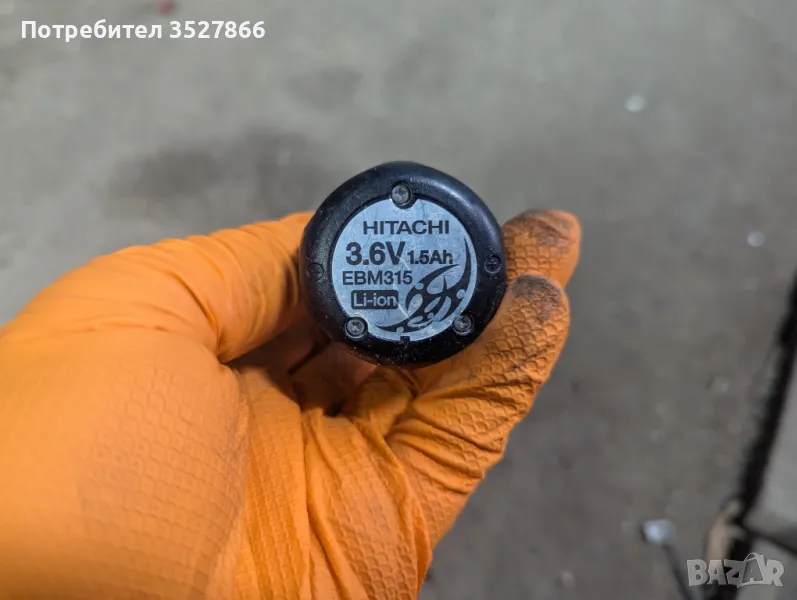 Потребител 3527866
HITACHI
3.6V 1.5Ah
EBM315
Li-ion
BAZAR